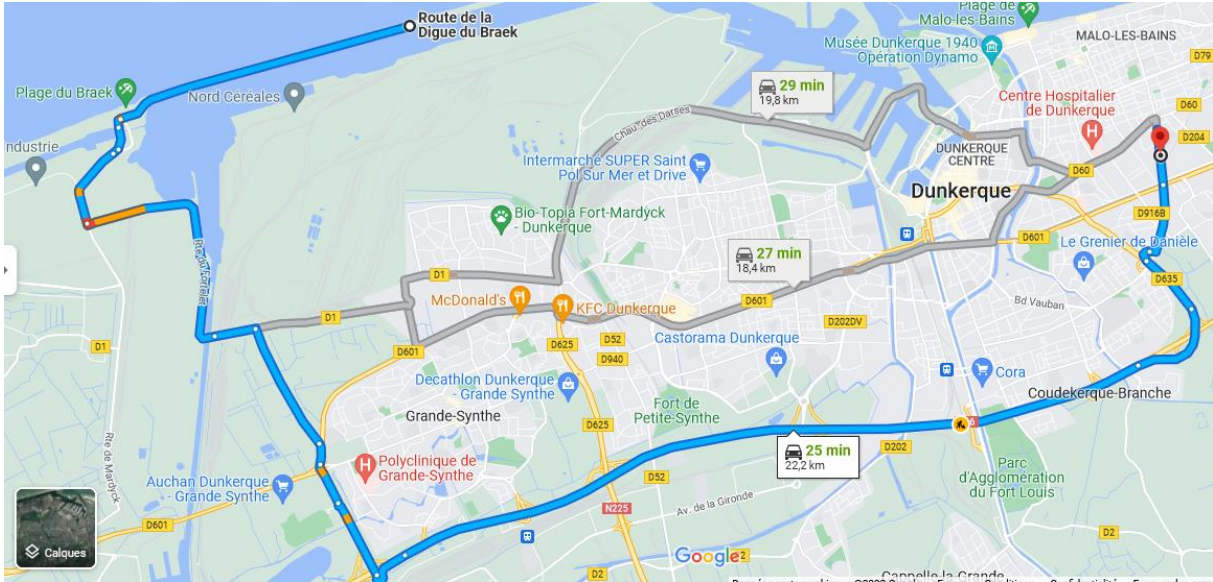 Route de la
Digue du Braek
Plage de
Malo-les-Bains
MALO-LES-BAINS
Musée Dunkerque 1940
Opération Dynamo
D79
Plage du Braek
Nord Céréales
29 min
19,8 km
Centre Hospitalier
de Dunkerque
D60
Chau. des Darses
D204
ndustrie
DUNKERQUE
CENTRE
Intermarché SUPER Saint
Pol Sur Mer et Drive
D60
Dunkerque
Bio-Topia Fort-Mardyck
- Dunkerque
D916B
D601
Le Grenier de Danièle
27 min
18,4 km
D1
D635
McDonald's
KFC Dunkerque
D601
Bd Vauban
D1
D202DV
D625
D52
Castorama Dunkerque
D1
D601
D940
Decathlon Dunkerque
- Grande Synthe
Cora
Coudekerque-Branche
Fort de
Petite-Synthe
Grande-Synthe
D625
25 min
22,2 km
D202
Rte de Mardyck
Polyclinique de
Grande-Synthe
Parc
d'Agglomération
du Fort Louis
D52
Auchan Dunkerque
- Grande Synthe
Av. de la Gironde
N225
D601
D2
Calques
Google